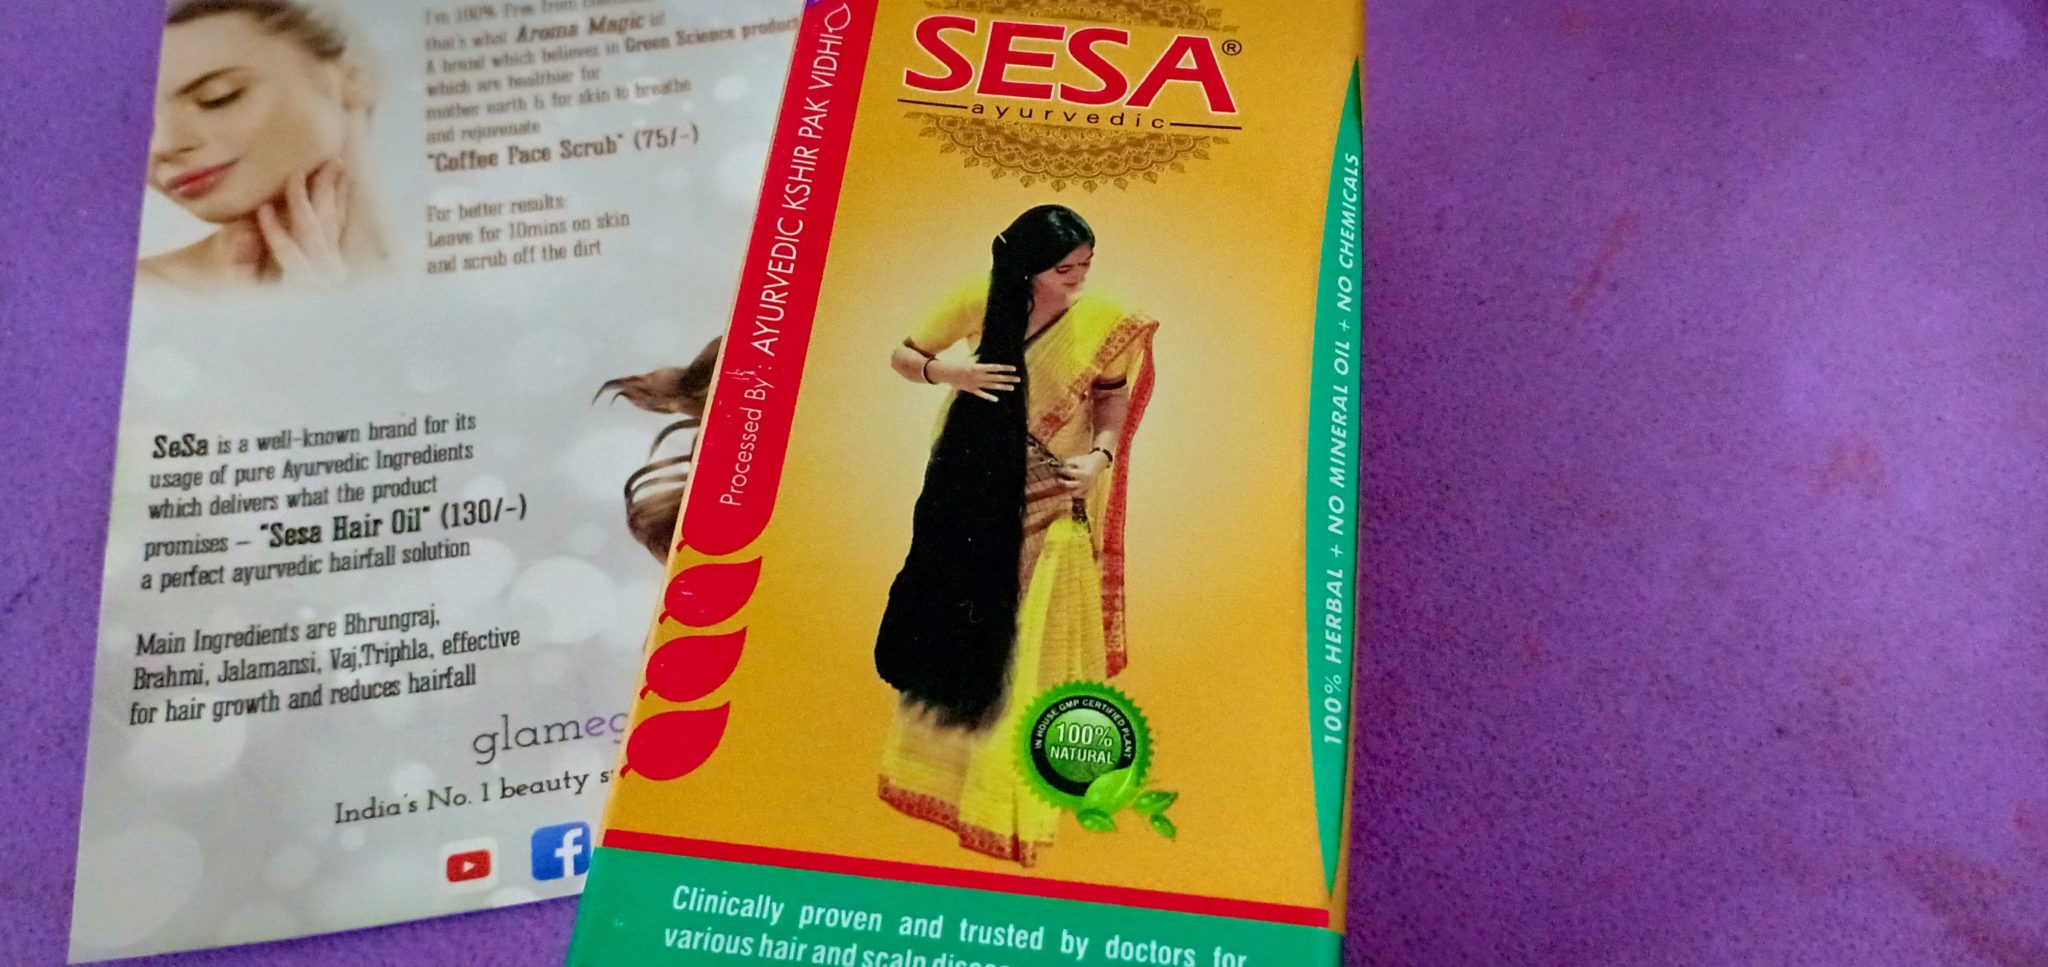 I'm 100% Free from
that's what Aroma Magic is
A brand which believes in Green Science product
which are healthier for
mother earth & for skin to breathe
and rejuvenate
"Coffee Face Scrub" (75/-)
For better results:
Leave for 10mins on skin
and scrub off the dirt
SeSa is a well-known brand for its
usage of pure Ayurvedic Ingredients
which delivers what the product
promises – "Sesa Hair Oil" (130/-)
a perfect ayurvedic hairfall solution
Main Ingredients are Bhrungraj,
Brahmi, Jalamansi, Vaj,Triphla, effective
for hair growth and reduces hairfall
glameg
India's No. 1 beauty
Processed By : AYURVEDIC KSHIR PAK VIDHI
SESA®
ayurvedic
100% HERBAL + NO MINERAL OIL + NO CHEMICALS
IN HOUSE GMP CERTIFIED PLANT
100%
NATURAL
Clinically proven and trusted by doctors for
various hair and scalp